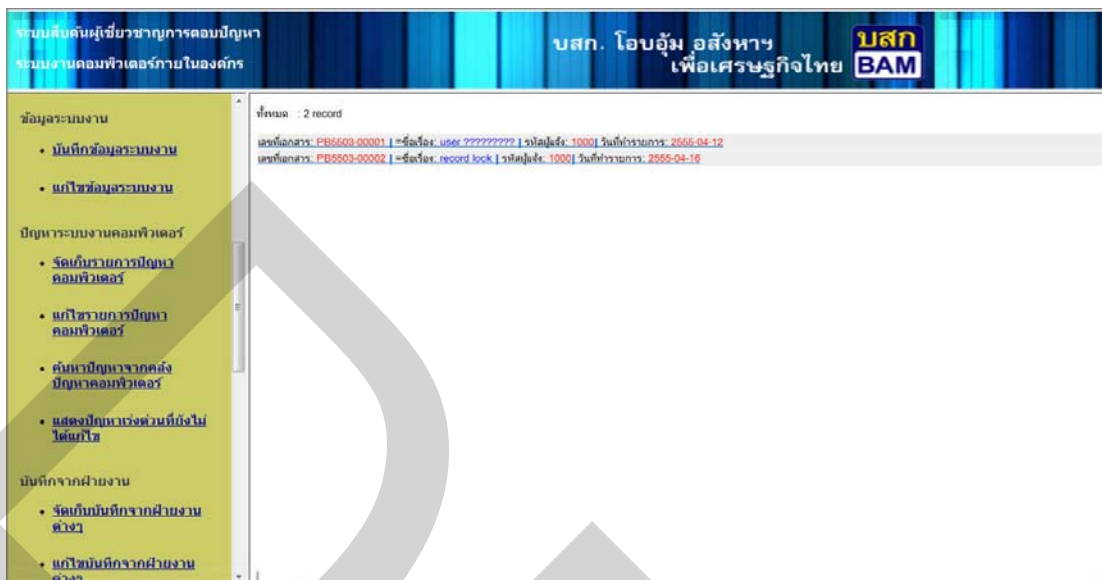 ระบบสืบค้นผู้เชี่ยวชาญการตอบปัญหา
ระบบงานคอมพิวเตอร์ภายในองค์กร
บสก. โอบอุ้ม อสังหาฯ
เพื่อเศรษฐกิจไทย
บสก
BAM
ข้อมูลระบบงาน
• บันทึกข้อมูลระบบงาน
• แก้ไขข้อมูลระบบงาน
ปัญหาระบบงานคอมพิวเตอร์
• จัดเก็บรายการปัญหา
คอมพิวเตอร์
• แก้ไขรายการปัญหา
คอมพิวเตอร์
• ค้นหาปัญหาจากคลัง
ปัญหาคอมพิวเตอร์
• แสดงปัญหาเร่งด่วนที่ยังไม่
ได้แก้ไข
บันทึกจากฝ่ายงาน
• จัดเก็บบันทึกจากฝ่ายงาน
ต่างๆ
• แก้ไขบันทึกจากฝ่ายงาน
ต่างๆ
ทั้งหมด : 2 record
เลขที่เอกสาร: PB5503-00001 | =ชื่อเรื่อง: user ????????? | รหัสผู้แจ้ง: 1000| วันที่ทำรายการ: 2555-04-12
เลขที่เอกสาร: PB5503-00002 | =ชื่อเรื่อง: record lock | รหัสผู้แจ้ง: 1000| วันที่ทำรายการ: 2555-04-16